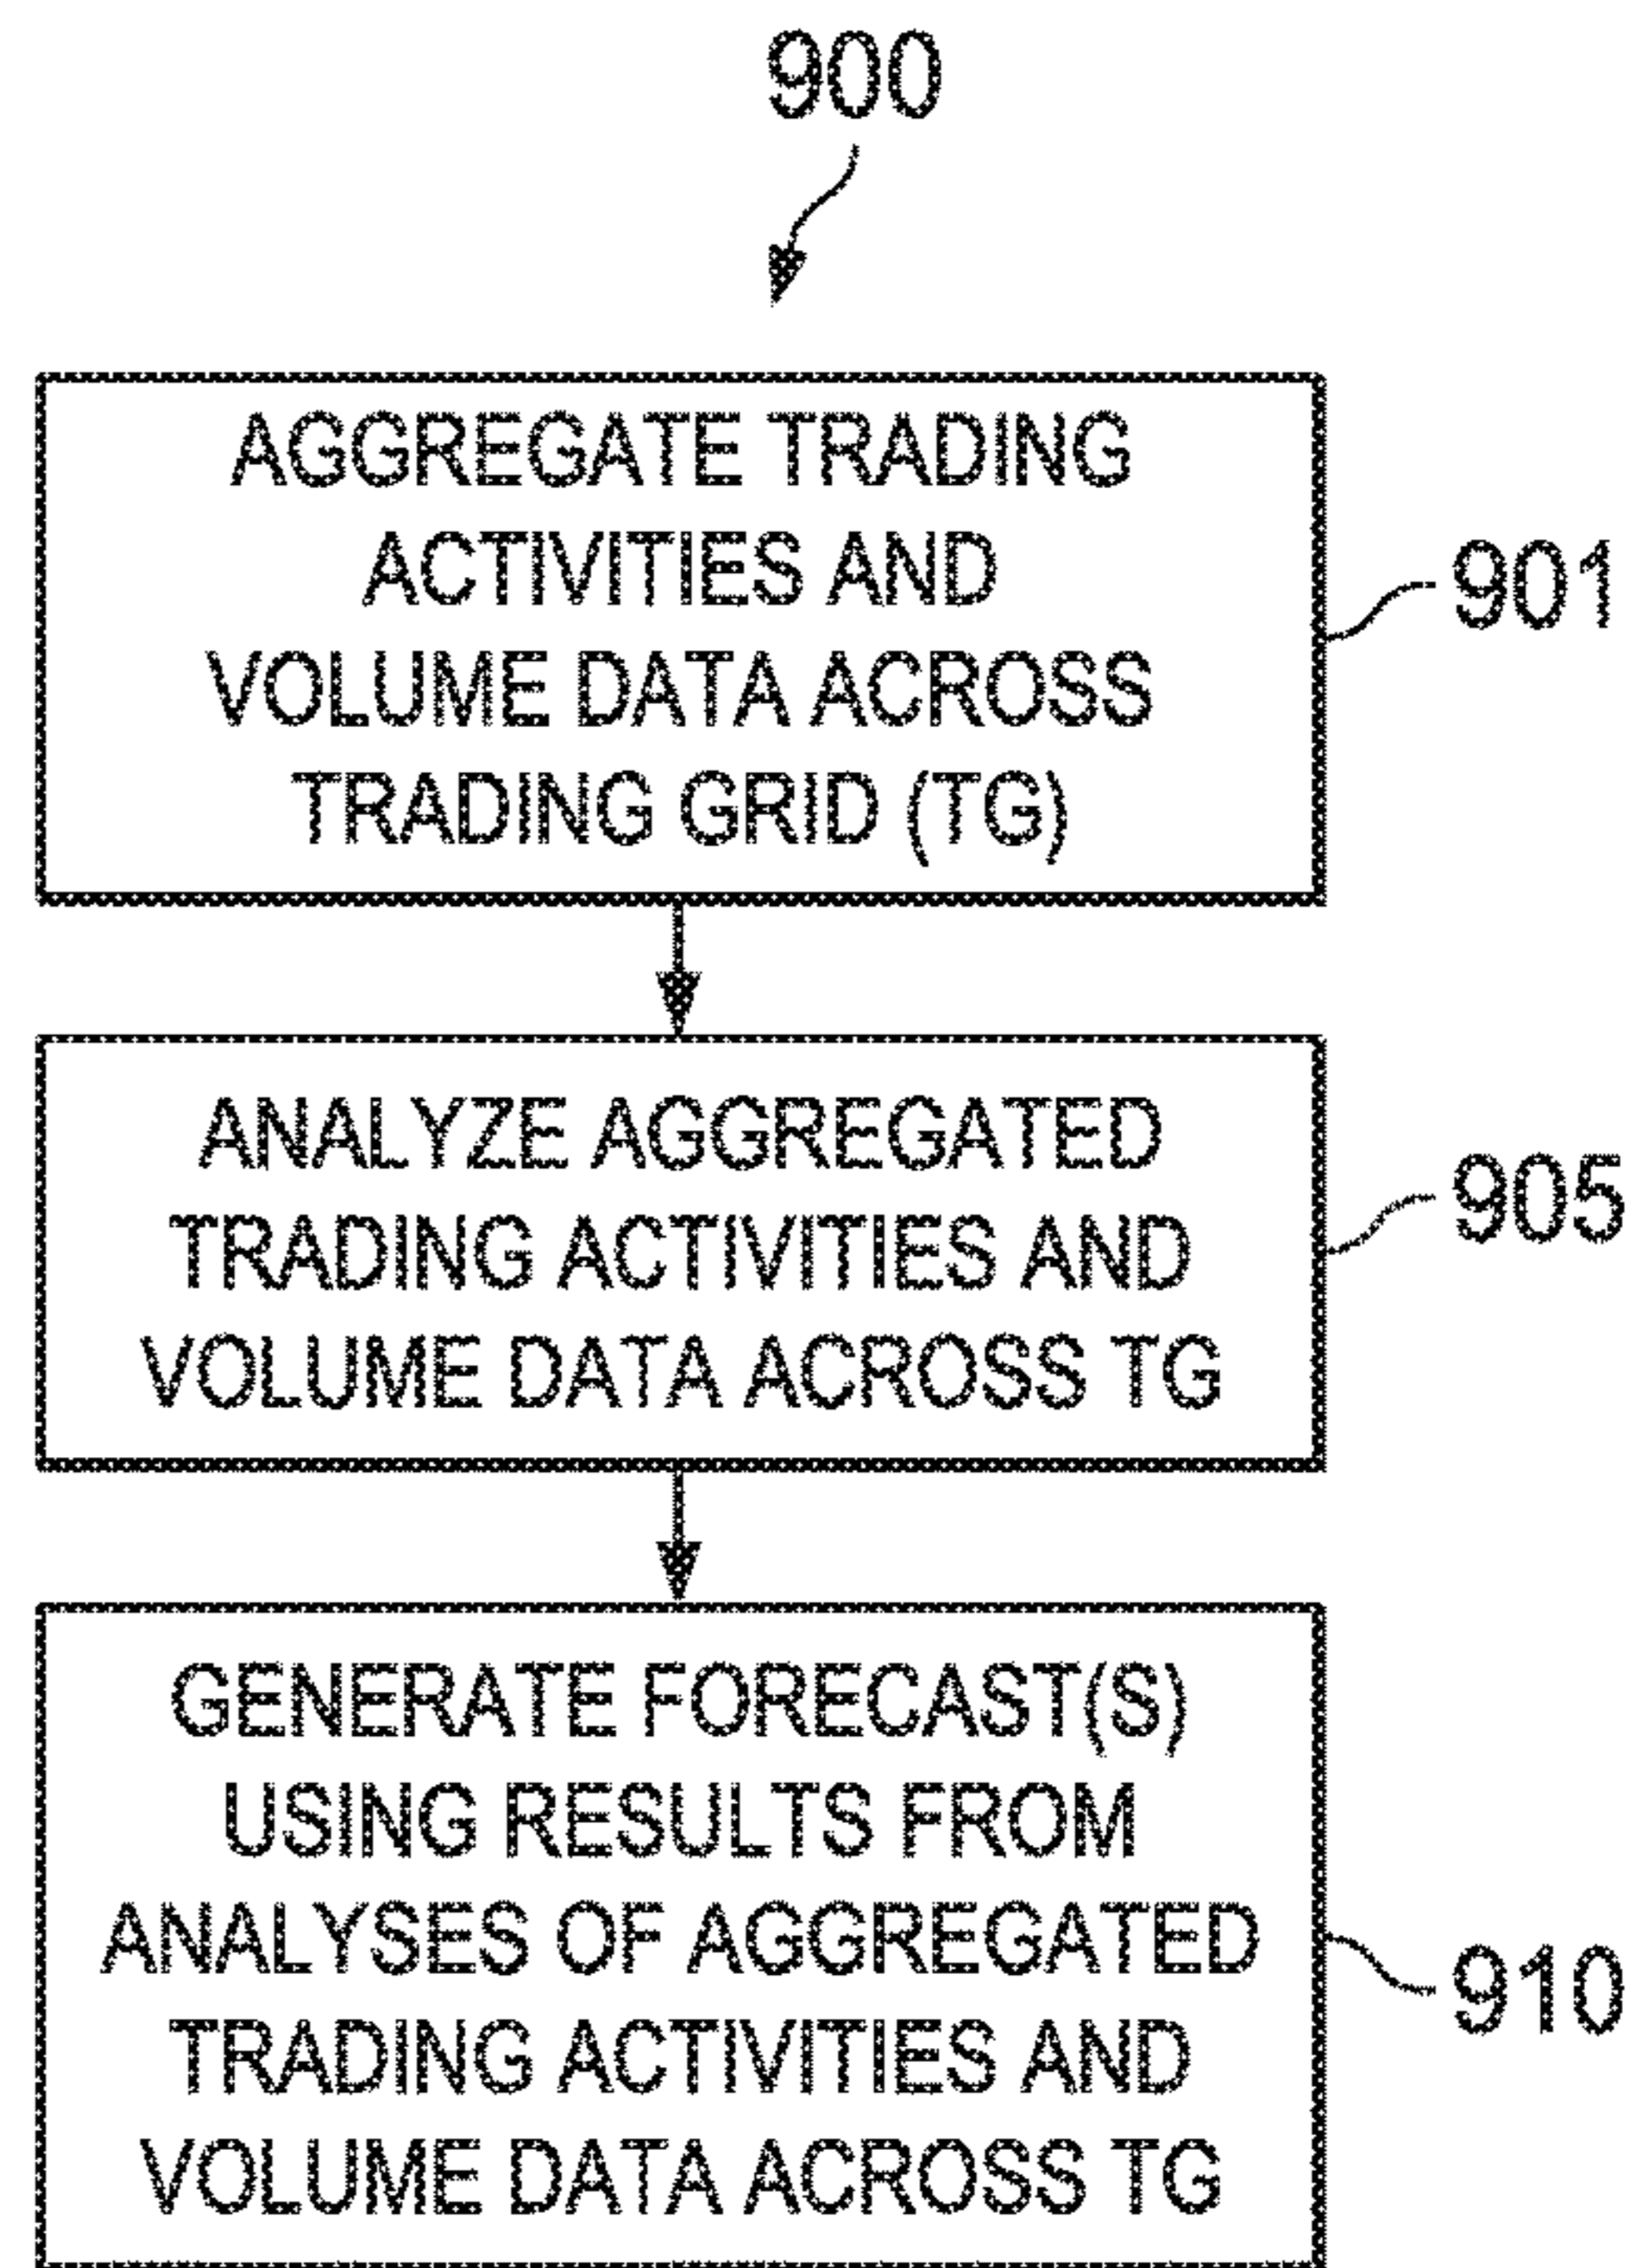 900
AGGREGATE TRADING
ACTIVITIES AND
VOLUME DATA ACROSS
TRADING GRID (TG)
901
ANALYZE AGGREGATED
TRADING ACTIVITIES AND
VOLUME DATA ACROSS TG
905
GENERATE FORECAST(S)
USING RESULTS FROM
ANALYSES OF AGGREGATED
TRADING ACTIVITIES AND
VOLUME DATA ACROSS TG
910